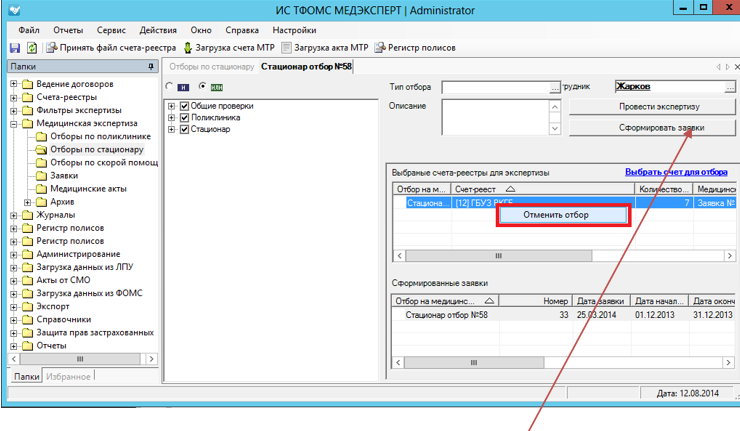 ИС ТФОМС МЕДЭКСПЕРТ | Administrator
Файл Отчеты Сервис Действия Окно Справка Настройки
Принять файл счета-реестра Загрузка счета МТР Загрузка акта МТР Регистр полисов
Папки
Ведение договоров
Счета-реестры
Фильтры экспертизы
Медицинская экспертиза
Отборы по поликлинике
Отборы по стационару
Отборы по скорой помощ
Заявки
Медицинские акты
Архив
Журналы
Регистр полисов
Регистр полисов
Администрирование
Загрузка данных из ЛПУ
Акты от СМО
Загрузка данных из ФОМС
Экспорт
Справочники
Защита прав застрахованных
Отчеты
Папки Избранное
Отборы по стационару Стационар отбор №58
И ИЛИ
Общие проверки
Поликлиника
Стационар
Тип отбора ... рудник Жарков ...
Описание Провести экспертизу
Сформировать заявки
Выбраные счета-реестры для экспертизы Выбрать счет для отбора
Отбор на м... Счет-реест Количество... Медицинс
Стациона... [12] ГБУЗ 7 Заявка №
Отменить отбор
Сформированные заявки
Отбор на медицинс... Номер Дата заявки Дата начал... Дата оконч
Стационар отбор №58 33 25.03.2014 01.12.2013 31.12.2013
Дата: 12.08.2014